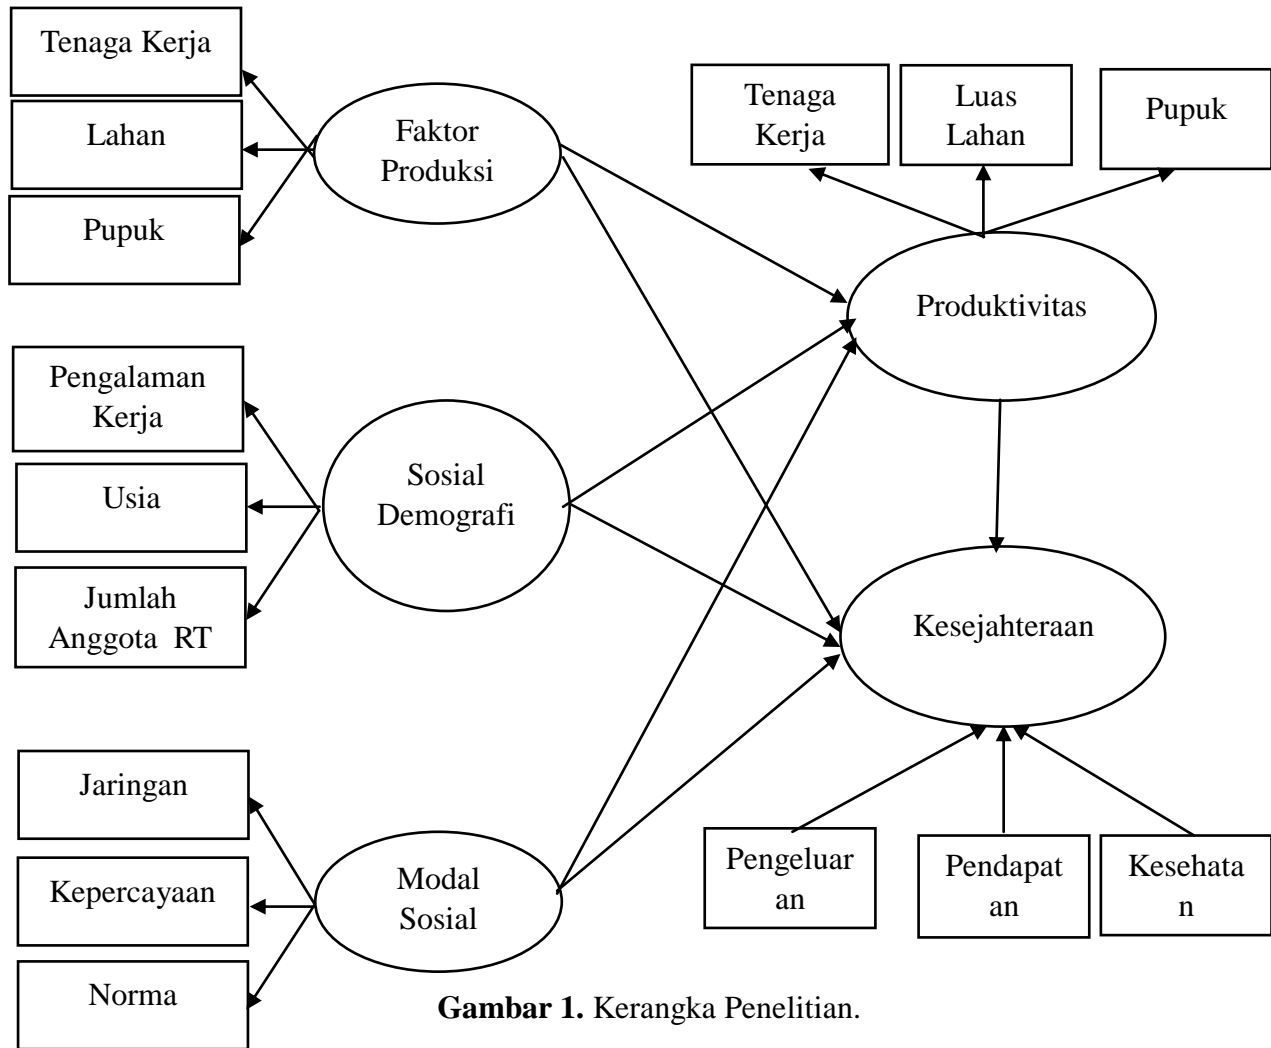 Tenaga Kerja
Lahan
Pupuk
Faktor
Produksi
Tenaga
Kerja
Luas
Lahan
Pupuk
Produktivitas
Pengalaman
Kerja
Usia
Jumlah
Anggota RT
Sosial
Demografi
Kesejahteraan
Jaringan
Kepercayaan
Norma
Modal
Sosial
Pengeluar
an
Pendapat
an
Kesehata
n
Gambar 1. Kerangka Penelitian.